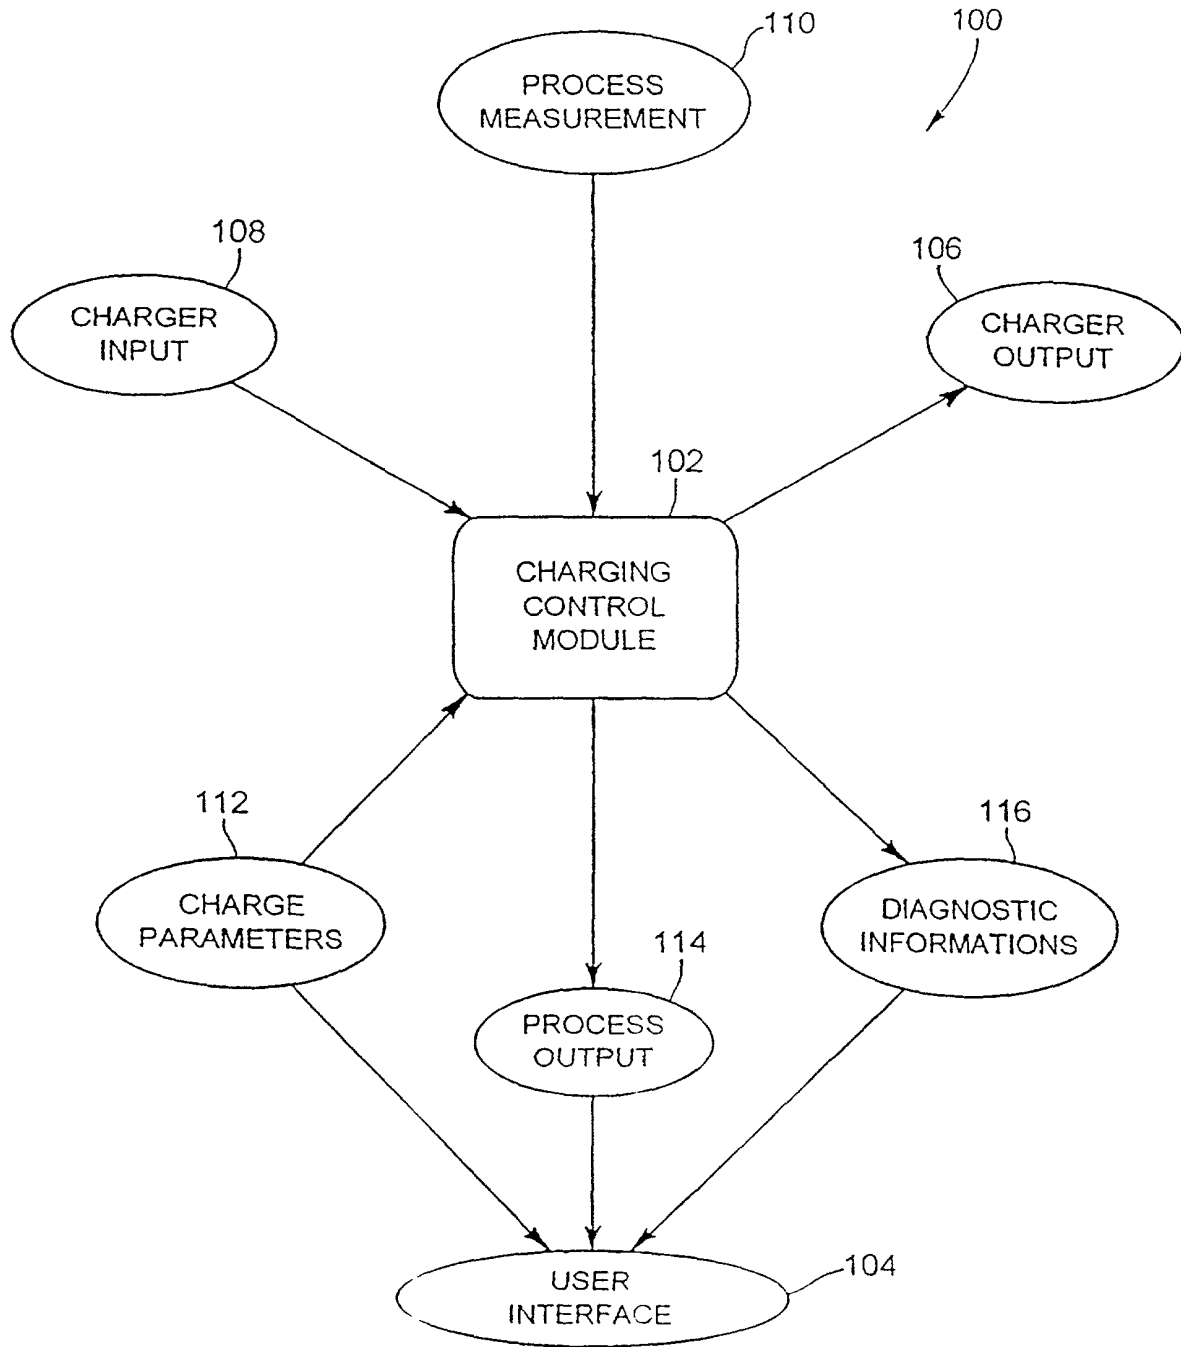 110
100
PROCESS
MEASUREMENT
108
106
CHARGER
INPUT
CHARGER
OUTPUT
102
CHARGING
CONTROL
MODULE
112
116
CHARGE
PARAMETERS
DIAGNOSTIC
INFORMATIONS
114
PROCESS
OUTPUT
USER
INTERFACE
104